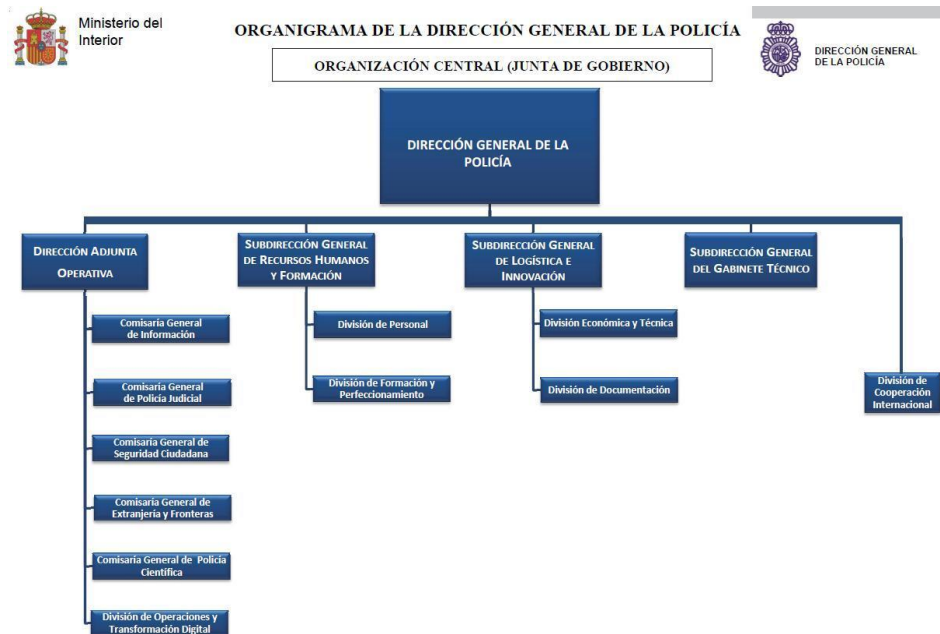 Ministerio del
Interior
ORGANIGRAMA DE LA DIRECCIÓN GENERAL DE LA POLICÍA
ORGANIZACIÓN CENTRAL (JUNTA DE GOBIERNO)
DIRECCIÓN GENERAL
DE LA POLICÍA
DIRECCIÓN GENERAL DE LA
POLICÍA
DIRECCIÓN ADJUNTA
OPERATIVA
SUBDIRECCIÓN GENERAL
DE RECURSOS HUMANOS
Y FORMACIÓN
SUBDIRECCIÓN GENERAL
DE LOGÍSTICA E
INNOVACIÓN
SUBDIRECCIÓN GENERAL
DEL GABINETE TÉCNICO
Comisaría General
de Información
Comisaría General
de Policía Judicial
Comisaría General de
Seguridad Ciudadana
Comisaría General de
Extranjería y Fronteras
Comisaría General de Policía
Científica
División de Operaciones y
Transformación Digital
División de Personal
División de Formación y
Perfeccionamiento
División Económica y Técnica
División de Documentación
División de
Cooperación
Internacional